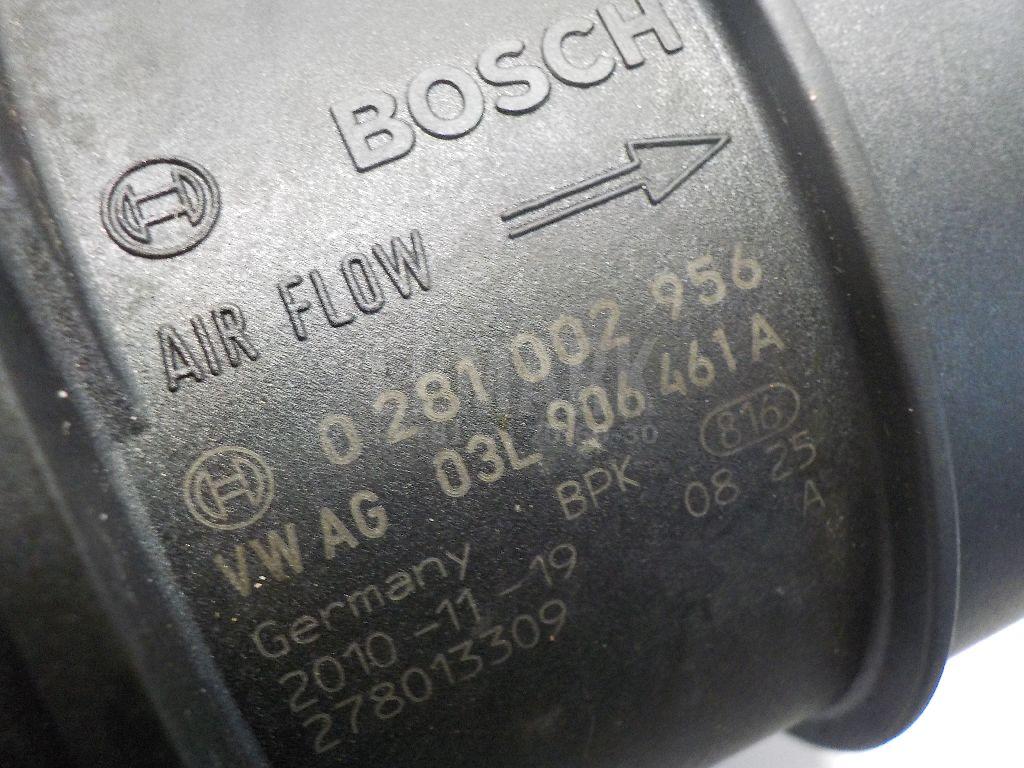 BOSCH
AIR FLOW
0 281 002 956
VW AG 03L 906 461 A
BPK 816
Germany 08 25
2010-11-19 A
278013309